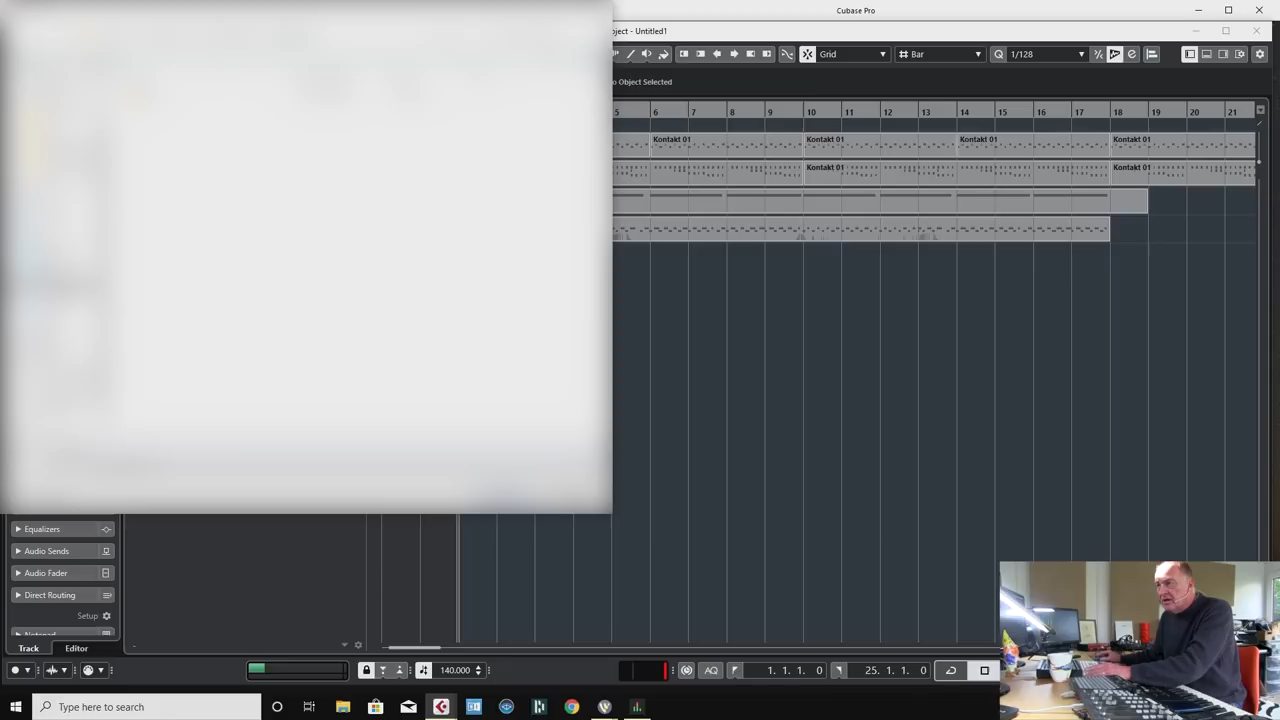 Cubase Pro
oject - Untitled1
Grid
Bar
1/128
o Object Selected
5 6 7 8 9 10 11 12 13 14 15 16 17 18 19 20 21
Kontakt 01 Kontakt 01 Kontakt 01 Kontakt 01
Kontakt 01 Kontakt 01
Equalizers
Audio Sends
Audio Fader
Direct Routing
Setup
Notepad
Track Editor
140.000
AQ
1. 1. 1. 0
25. 1. 1. 0
Type here to search